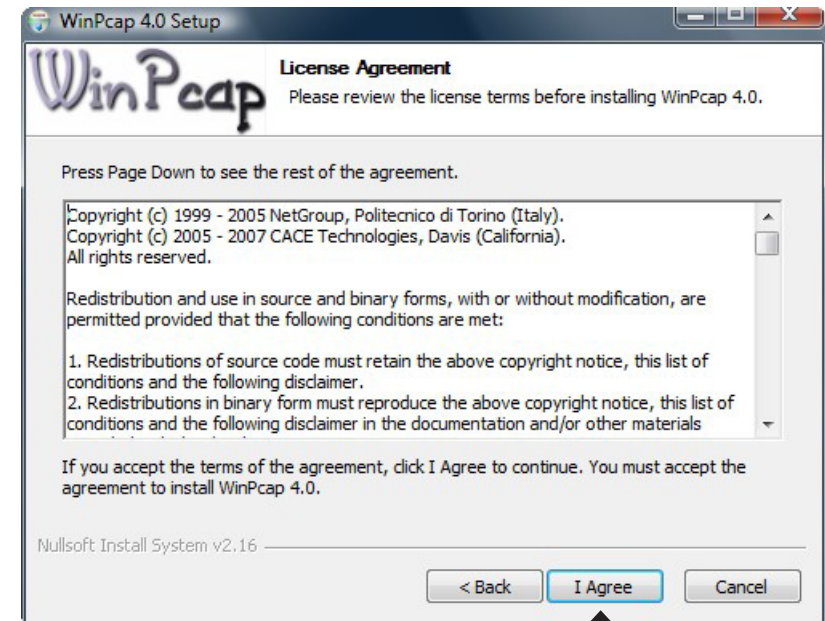 WinPcap 4.0 Setup
WinPcap
License Agreement
Please review the license terms before installing WinPcap 4.0.
Press Page Down to see the rest of the agreement.
Copyright (c) 1999 - 2005 NetGroup, Politecnico di Torino (Italy).
Copyright (c) 2005 - 2007 CACE Technologies, Davis (California).
All rights reserved.
Redistribution and use in source and binary forms, with or without modification, are
permitted provided that the following conditions are met:
1. Redistributions of source code must retain the above copyright notice, this list of
conditions and the following disclaimer.
2. Redistributions in binary form must reproduce the above copyright notice, this list of
conditions and the following disclaimer in the documentation and/or other materials
If you accept the terms of the agreement, click I Agree to continue. You must accept the
agreement to install WinPcap 4.0.
Nullsoft Install System v2.16
< Back
I Agree
Cancel